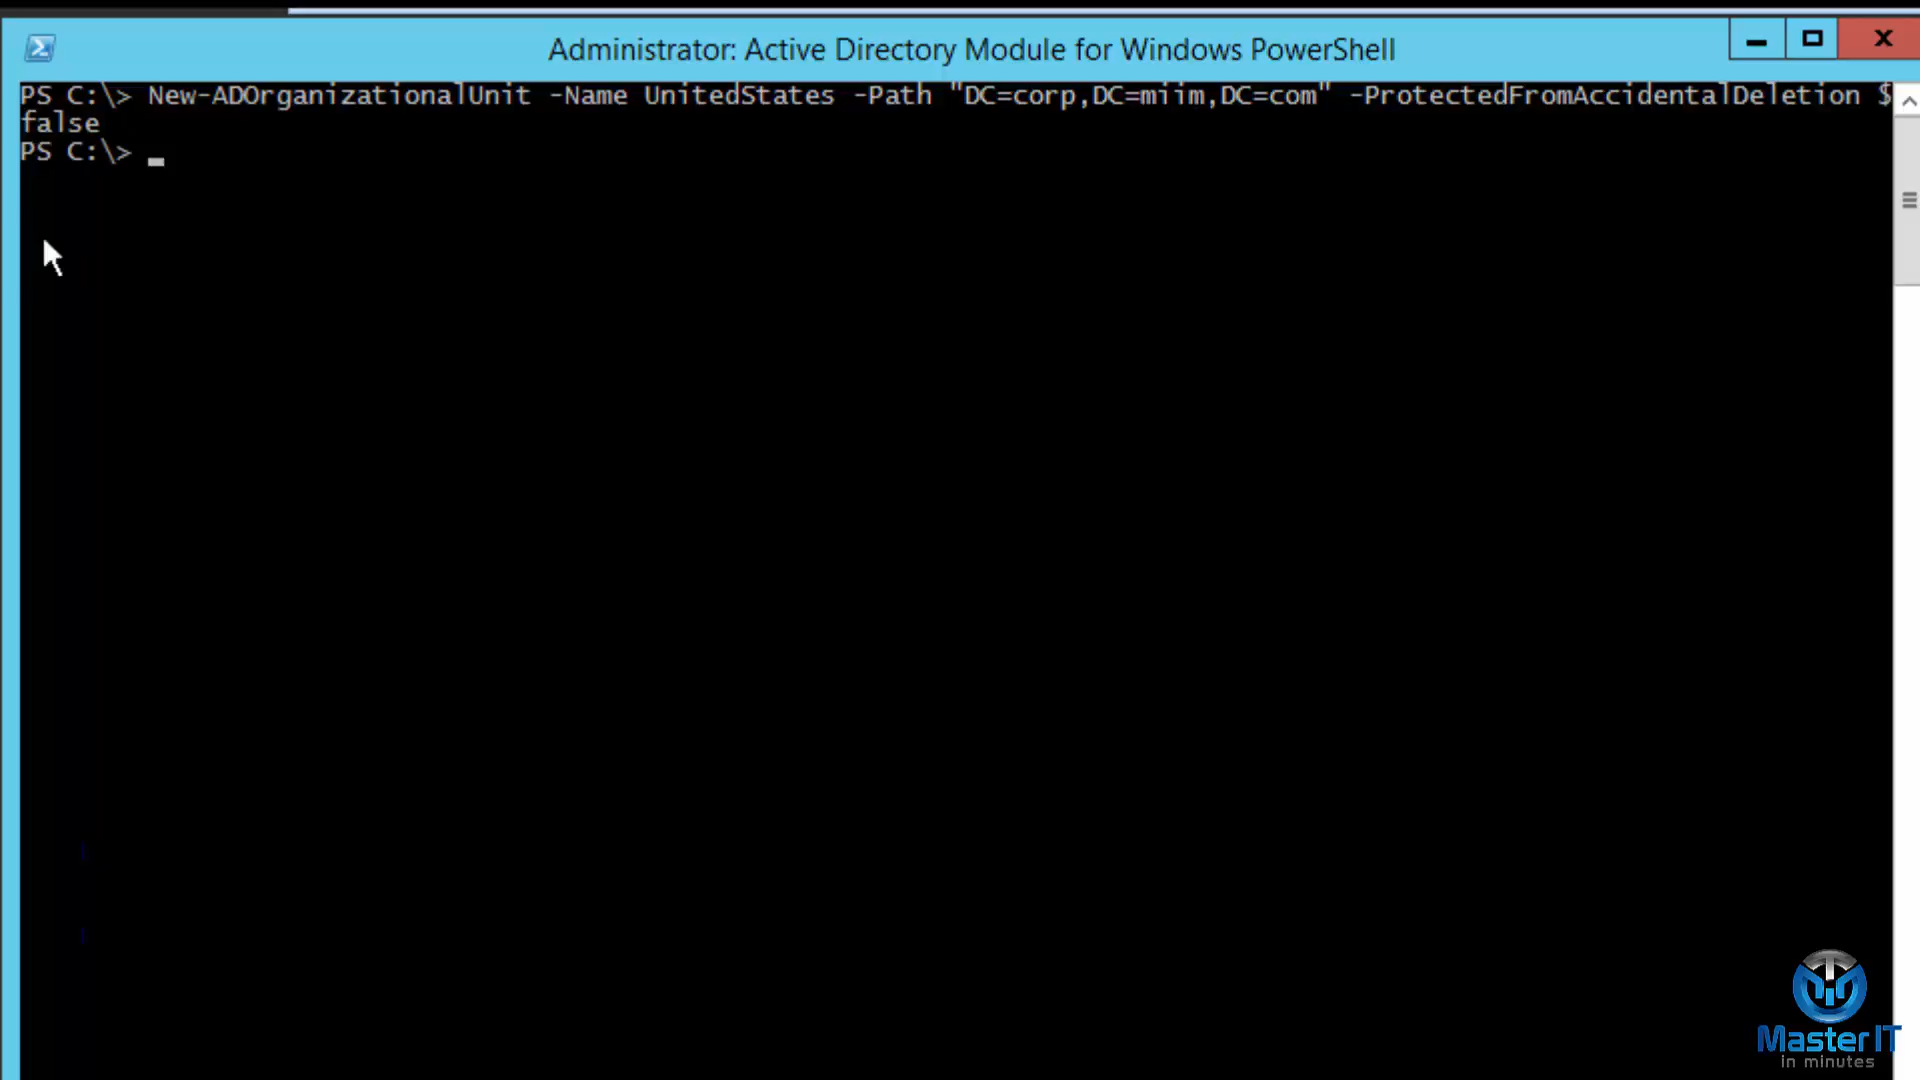 Administrator: Active Directory Module for Windows PowerShell
PS C:\> New-ADOrganizationalUnit -Name UnitedStates -Path "DC=corp,DC=miim,DC=com" -ProtectedFromAccidentalDeletion $
false
PS C:\>
Master IT
in minutes